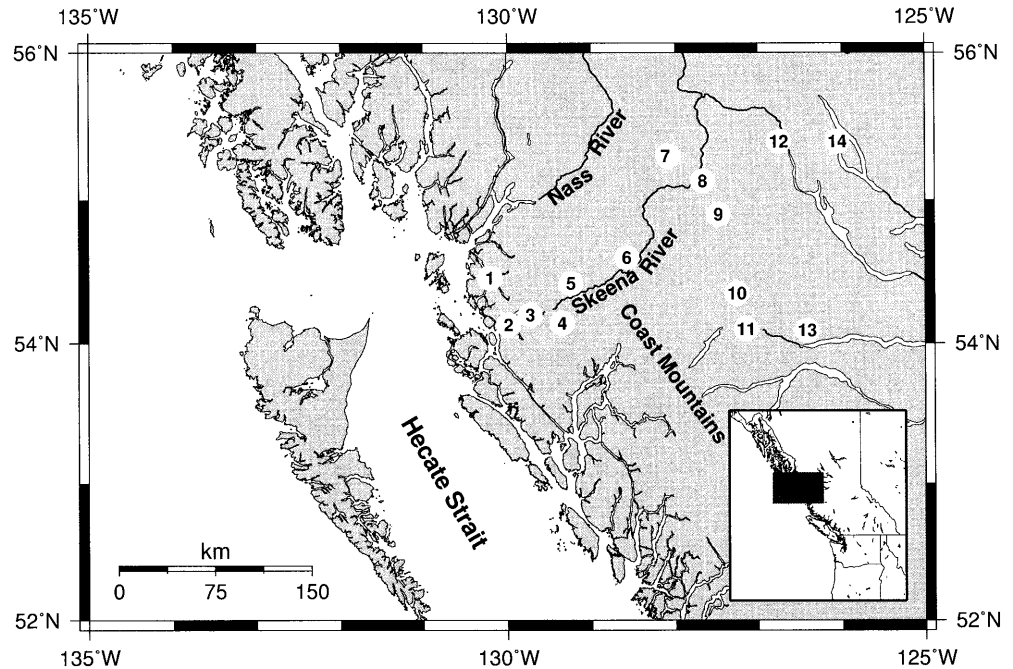 135˚W 130˚W 125˚W
56˚N 56˚N
12 14
7
8
Nass River
9
6
1
5
Skeena River
10
3
2 4
11 13
Coast Mountains
54˚N 54˚N
Hecate Strait
km
0 75 150
52˚N 52˚N
135˚W 130˚W 125˚W